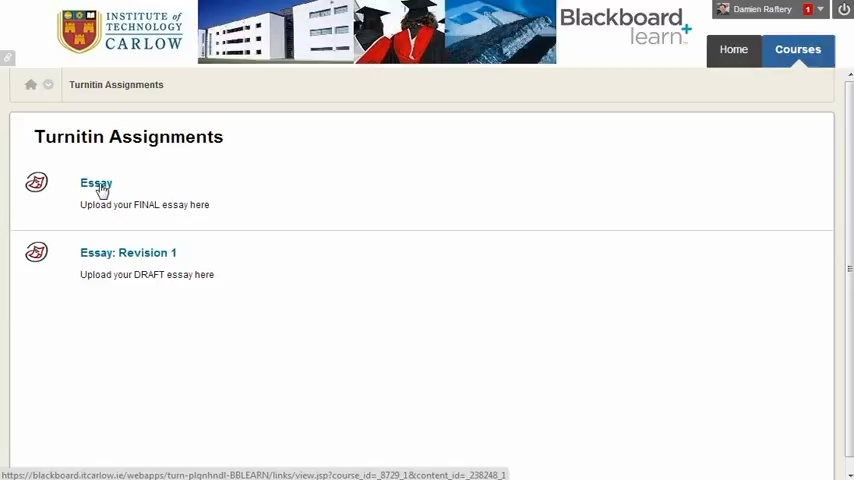 INSTITUTE of
TECHNOLOGY
CARLOW
Blackboard
learn+
Damien Raftery 1
Home Courses
Turnitin Assignments
Turnitin Assignments
Essay
Upload your FINAL essay here
Essay: Revision 1
Upload your DRAFT essay here
https://blackboard.itcarlow.ie/webapps/turn-plgnhndl-BBLEARN/links/view.jsp?course_id=_8729_1&content_id=_238248_1